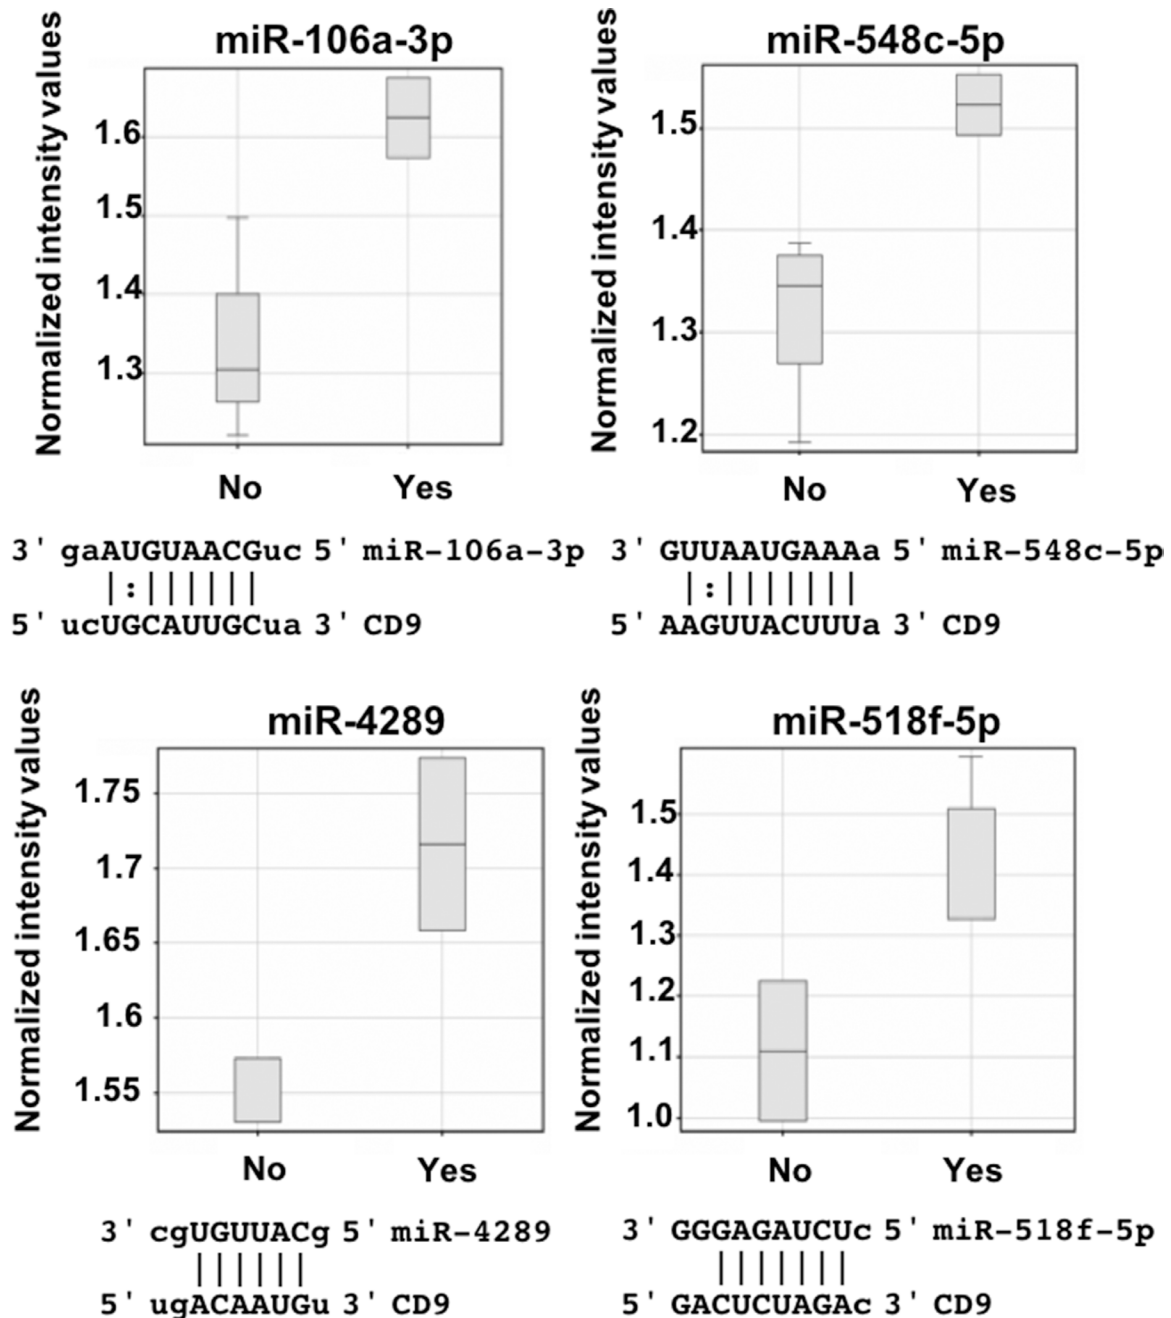 miR-106a-3p
Normalized intensity values
1.6
1.5
1.4
1.3
No Yes
miR-548c-5p
Normalized intensity values
1.5
1.4
1.3
1.2
No Yes
3' gaAUGUAACGuc 5' miR-106a-3p
|:||||||
5' ucUGCAUUGCua 3' CD9
3' GUUAAUGAAAa 5' miR-548c-5p
|:|||||||
5' AAGUUACUUUa 3' CD9
miR-4289
Normalized intensity values
1.75
1.7
1.65
1.6
1.55
No Yes
miR-518f-5p
Normalized intensity values
1.5
1.4
1.3
1.2
1.1
1.0
No Yes
3' cgUGUUACg 5' miR-4289
||||||
5' ugACAAUGu 3' CD9
3' GGGAGAUCUc 5' miR-518f-5p
|||||||
5' GACUCUAGAc 3' CD9